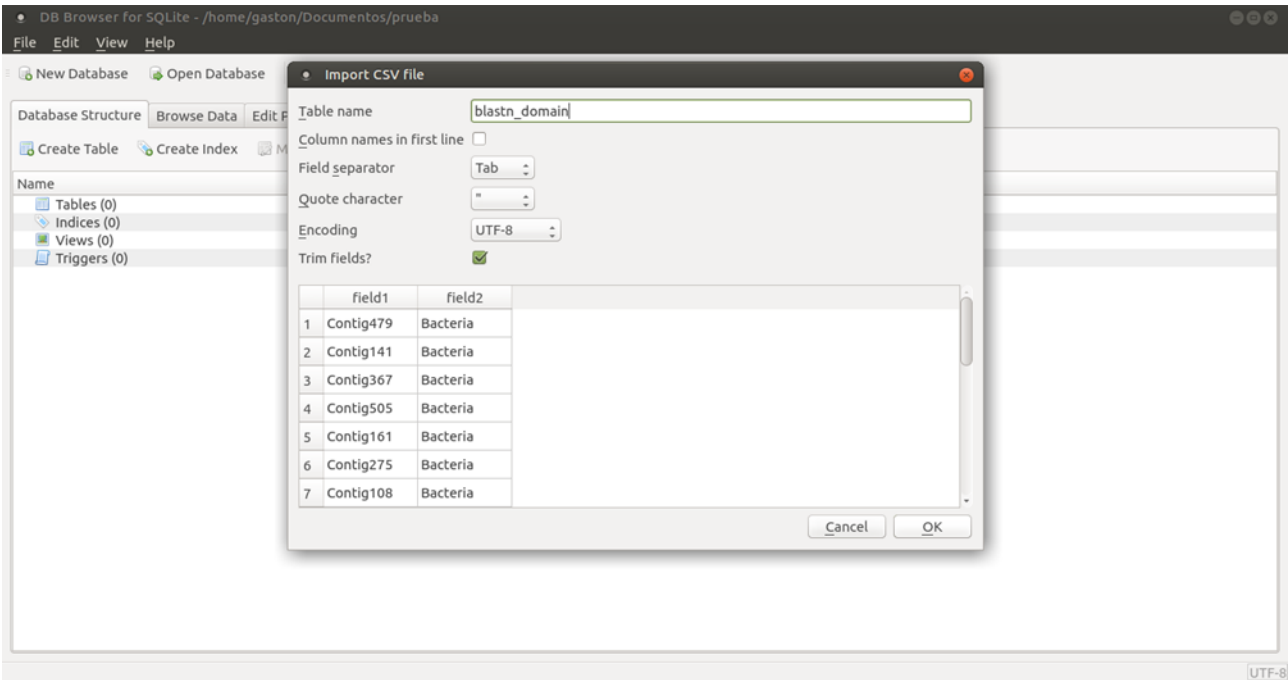 DB Browser for SQLite - /home/gaston/Documentos/prueba
File Edit View Help
New Database Open Database
Import CSV file
Database Structure Browse Data Edit
Table name blastn_domain
Column names in first line
Create Table Create Index
Field separator Tab
Name
Quote character "
Tables (0)
Indices (0)
Encoding UTF-8
Views (0)
Triggers (0)
Trim fields?
field1 field2
1 Contig479 Bacteria
2 Contig141 Bacteria
3 Contig367 Bacteria
4 Contig505 Bacteria
5 Contig161 Bacteria
6 Contig275 Bacteria
7 Contig108 Bacteria
Cancel OK
UTF-8